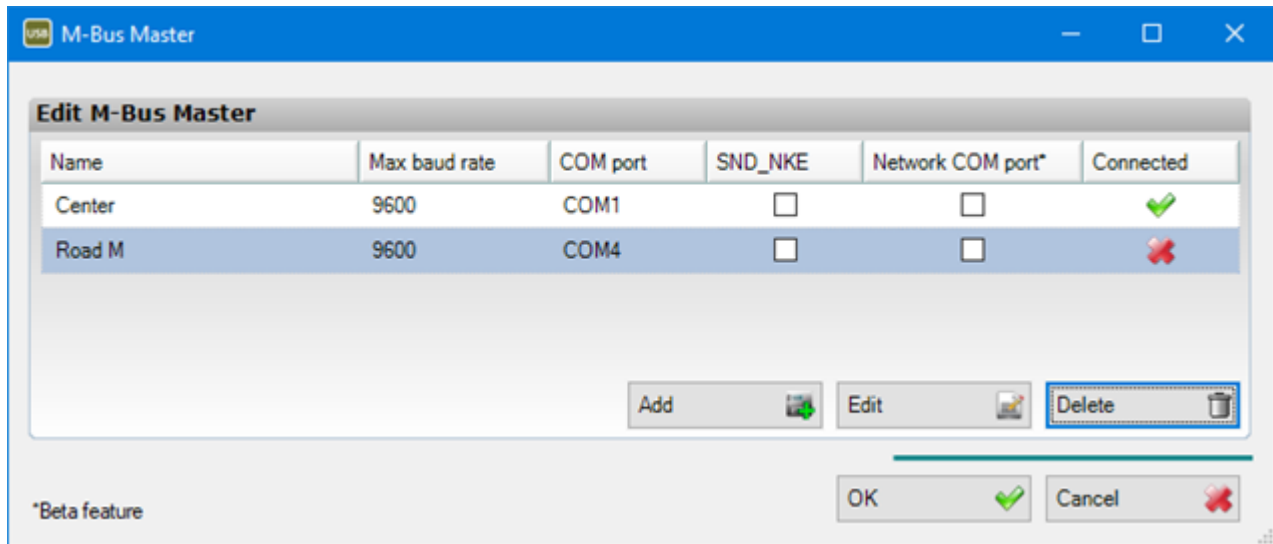 USB M-Bus Master
Edit M-Bus Master
Name Max baud rate COM port SND_NKE Network COM port* Connected
Center 9600 COM1
Road M 9600 COM4
Add Edit Delete
OK Cancel
*Beta feature